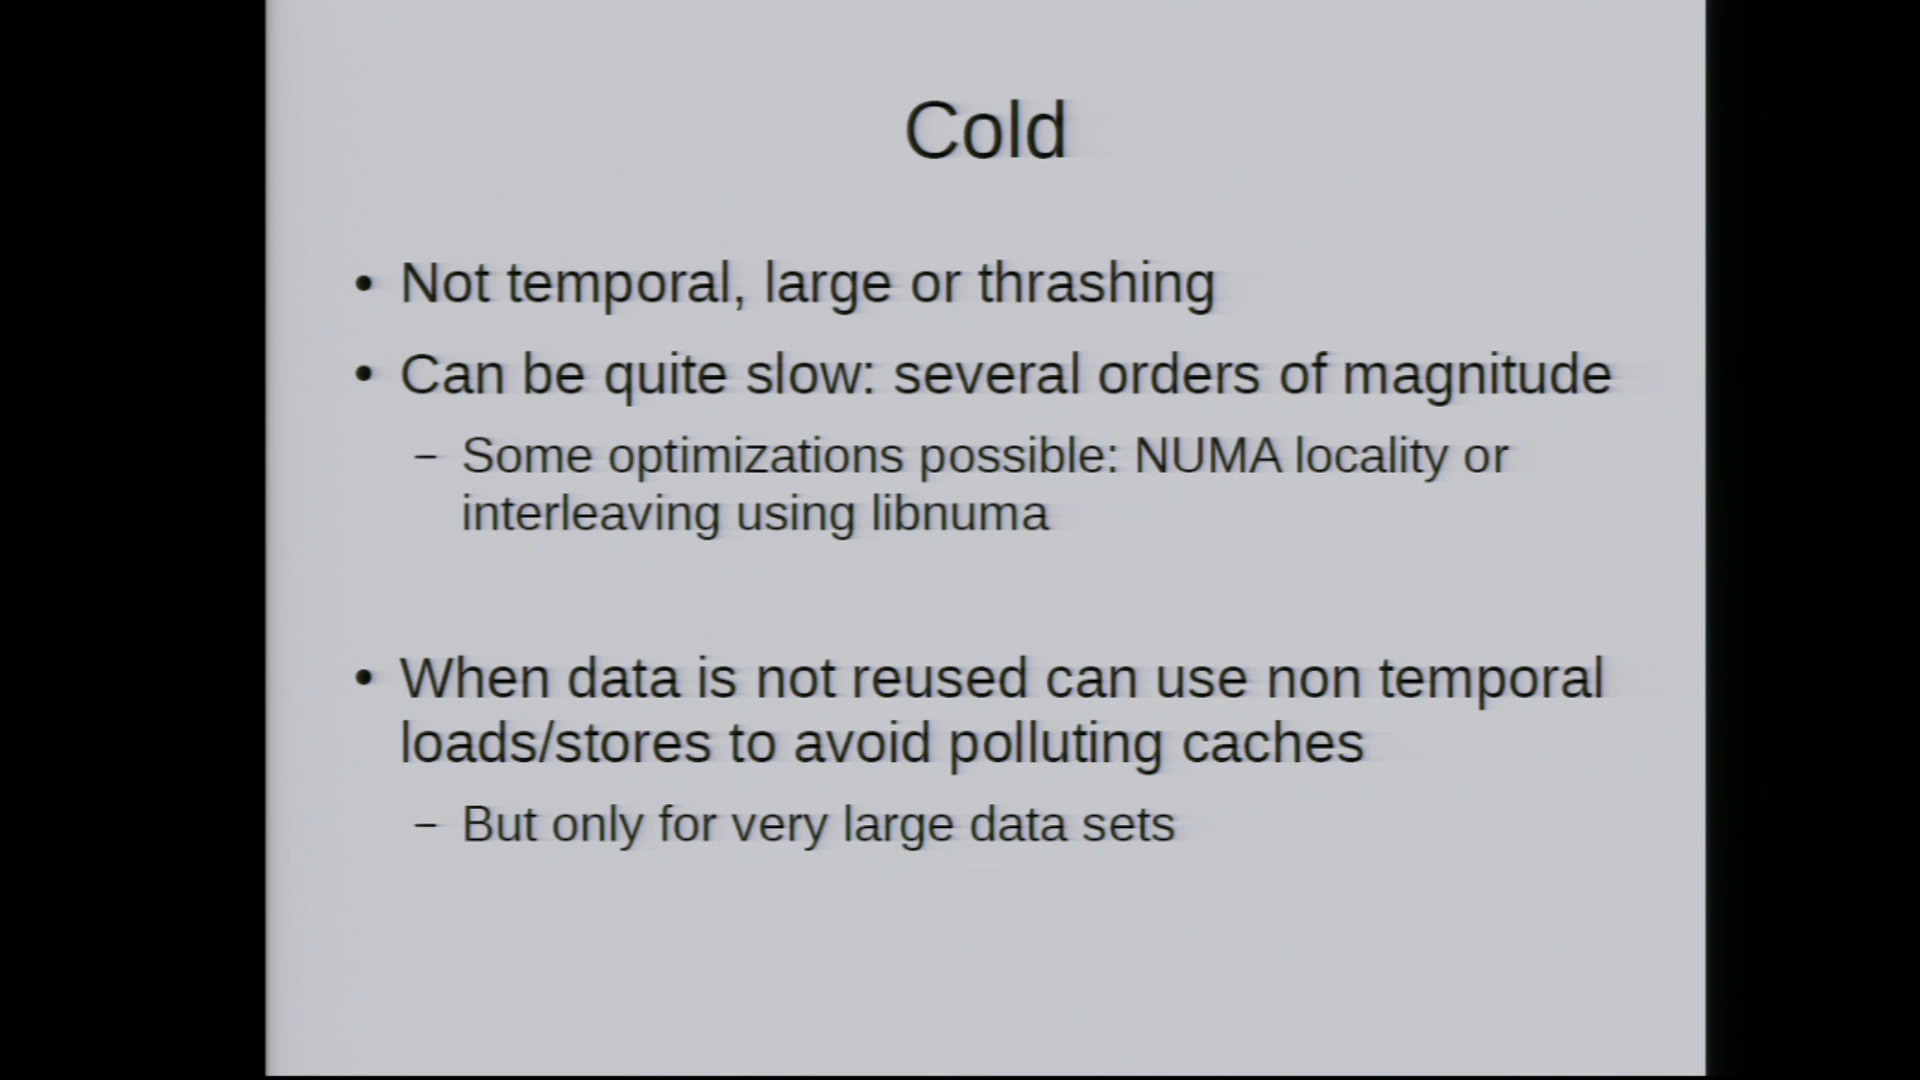 Cold
• Not temporal, large or thrashing
• Can be quite slow: several orders of magnitude
– Some optimizations possible: NUMA locality or
interleaving using libnuma
• When data is not reused can use non temporal
loads/stores to avoid polluting caches
– But only for very large data sets